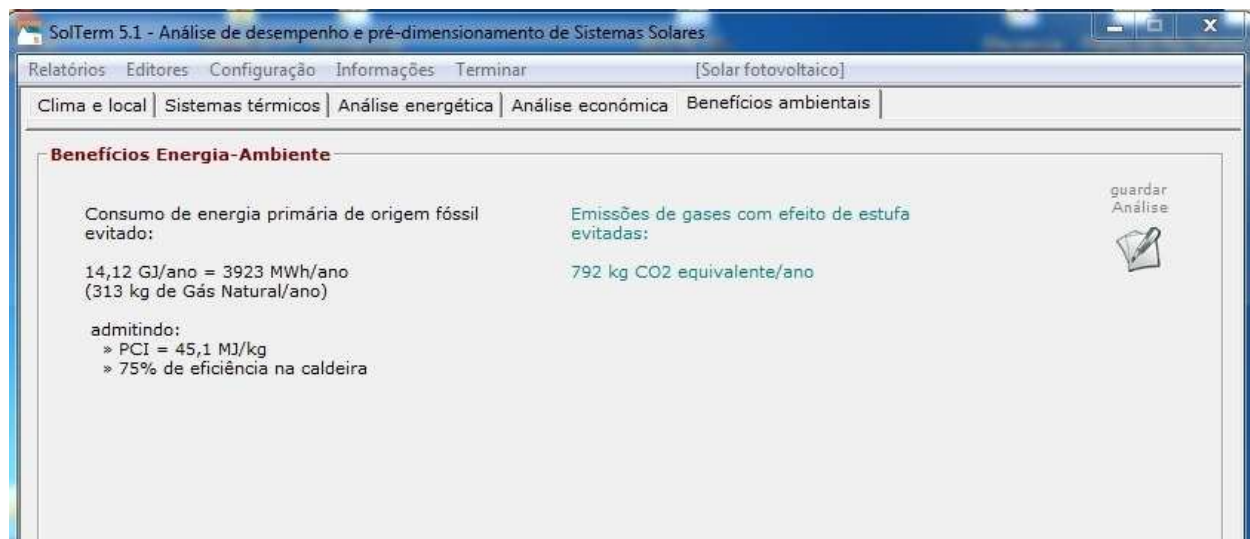 SolTerm 5.1 - Análise de desempenho e pré-dimensionamento de Sistemas Solares
Relatórios Editores Configuração Informações Terminar [Solar fotovoltaico]
Clima e local Sistemas térmicos Análise energética Análise económica Benefícios ambientais
Benefícios Energia-Ambiente
guardar
Análise
Consumo de energia primária de origem fóssil
evitado:
14,12 GJ/ano = 3923 MWh/ano
(313 kg de Gás Natural/ano)
admitindo:
» PCI = 45,1 MJ/kg
» 75% de eficiência na caldeira
Emissões de gases com efeito de estufa
evitadas:
792 kg CO2 equivalente/ano